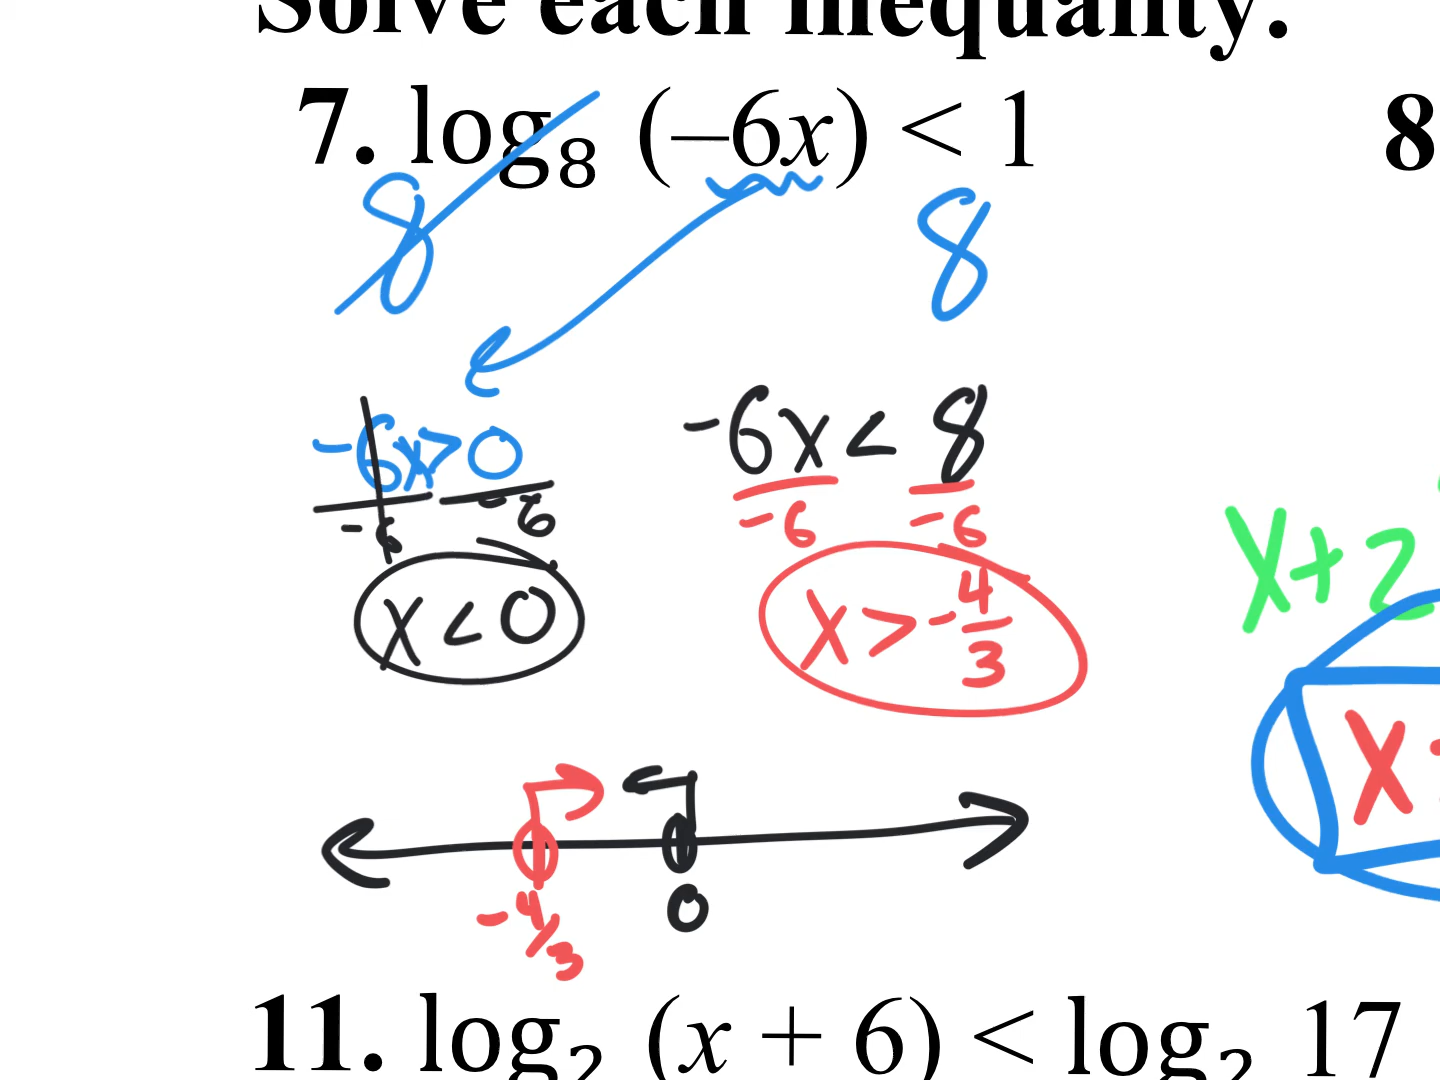 Solve each inequality.
7. log₈ (–6x) < 1
8
8 8
-6x>0 -6x < 8
-6 -6 -6 -6
x < 0 x > -4/3
x+2
x
-4/3 0
11. log₂ (x + 6) < log₂ 17